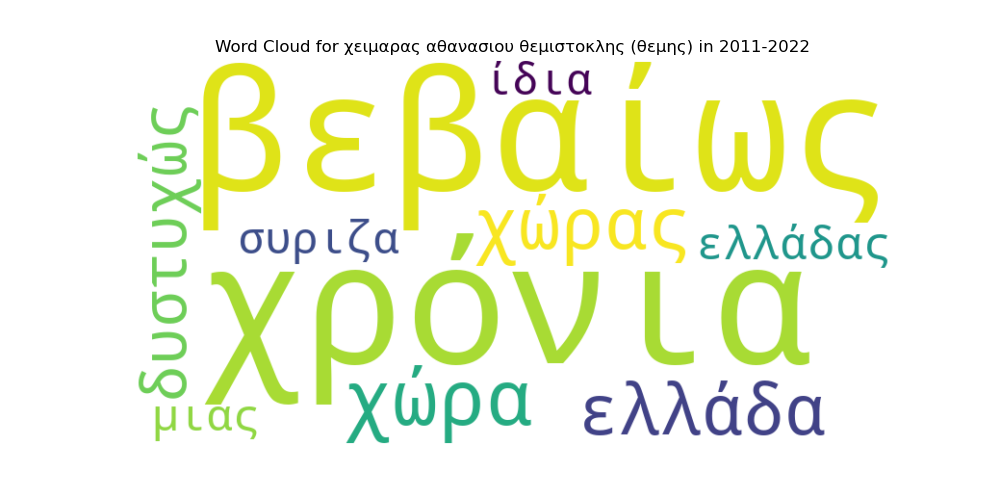 Word Cloud for χειμαρας αθανασιου θεμιστοκλης (θεμης) in 2011-2022
ίδια
βεβαίως
δυστυχώς
συριζα
χώρας
ελλάδας
χρόνια
μιας
χώρα
ελλάδα